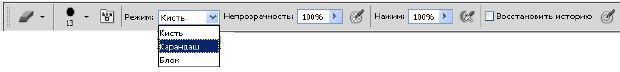 13 Режим: Кисть Непрозрачность: 100% Нажим: 100% Восстановить историю
Кисть
Карандаш
Блок